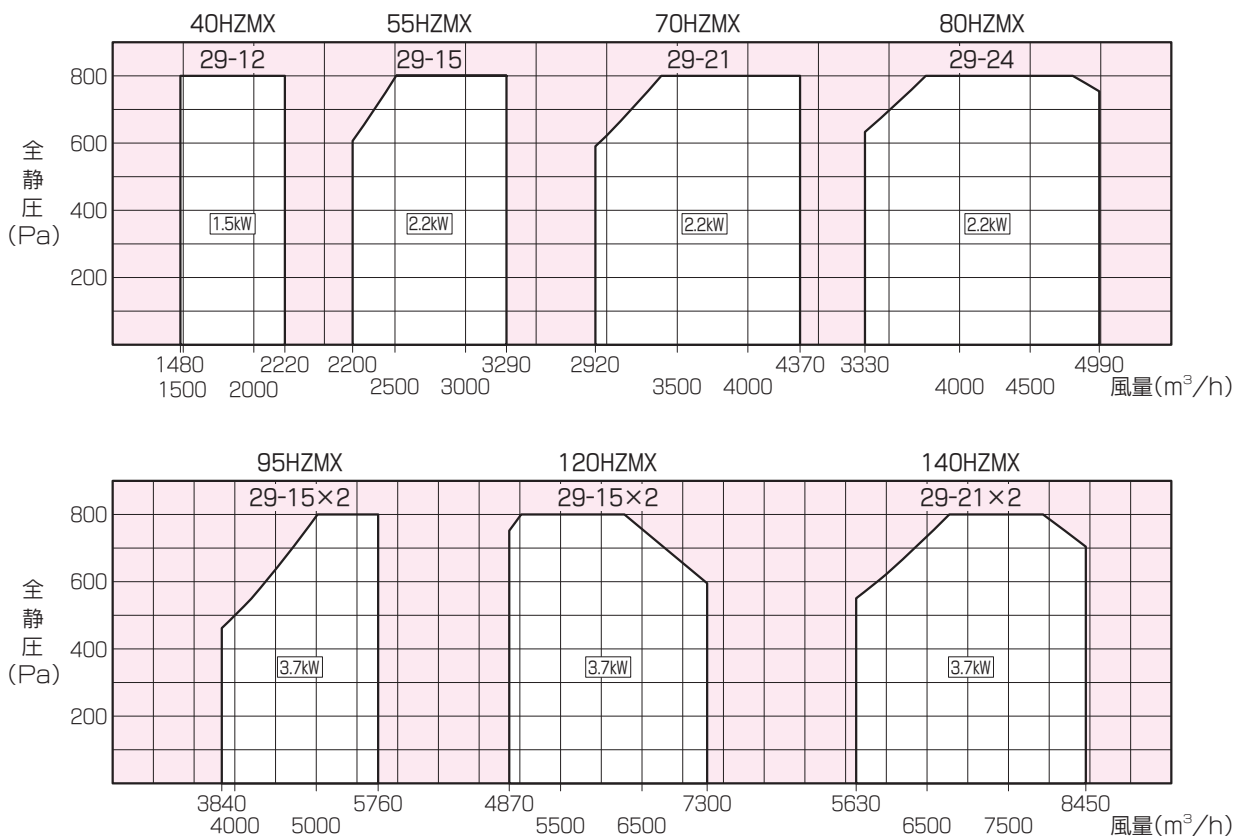 40HZMX 55HZMX 70HZMX 80HZMX
29-12 29-15 29-21 29-24
800
600
400
200
全静圧
(Pa)
1.5kW 2.2kW 2.2kW 2.2kW
1480 2220 2200 3290 2920 4370 3330 4990
1500 2000 2500 3000 3500 4000 4000 4500 風量(m³/h)
95HZMX 120HZMX 140HZMX
29-15×2 29-15×2 29-21×2
800
600
400
200
全静圧
(Pa)
3.7kW 3.7kW 3.7kW
3840 5760 4870 7300 5630 8450
4000 5000 5500 6500 6500 7500 風量(m³/h)